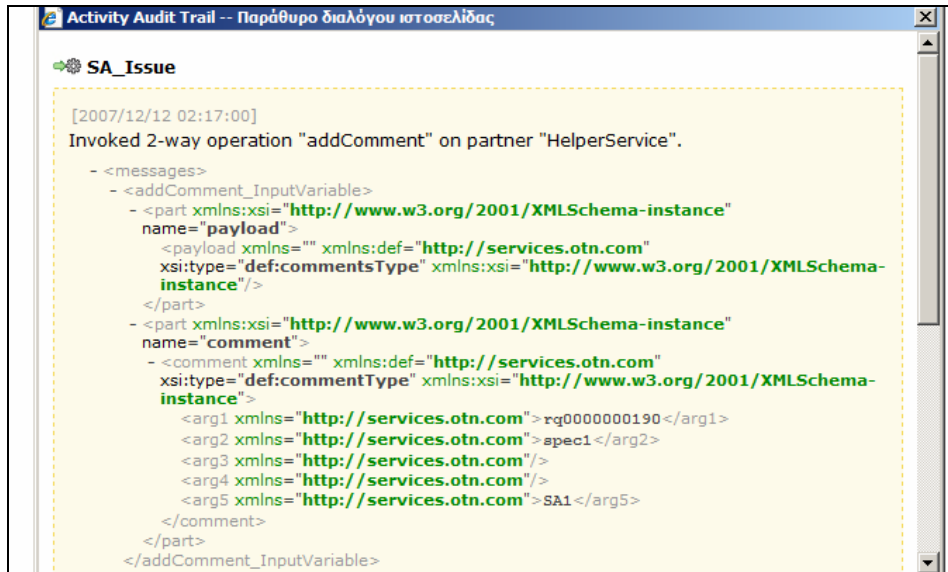 Activity Audit Trail -- Παράθυρο διαλόγου ιστοσελίδας
SA_Issue
[2007/12/12 02:17:00]
Invoked 2-way operation "addComment" on partner "HelperService".
- <messages>
- <addComment_InputVariable>
- <part xmlns:xsi="http://www.w3.org/2001/XMLSchema-instance"
name="payload">
<payload xmlns="" xmlns:def="http://services.otn.com"
xsi:type="def:commentsType" xmlns:xsi="http://www.w3.org/2001/XMLSchema-
instance"/>
</part>
- <part xmlns:xsi="http://www.w3.org/2001/XMLSchema-instance"
name="comment">
- <comment xmlns="" xmlns:def="http://services.otn.com"
xsi:type="def:commentType" xmlns:xsi="http://www.w3.org/2001/XMLSchema-
instance">
<arg1 xmlns="http://services.otn.com">rq0000000190</arg1>
<arg2 xmlns="http://services.otn.com">spec1</arg2>
<arg3 xmlns="http://services.otn.com"/>
<arg4 xmlns="http://services.otn.com"/>
<arg5 xmlns="http://services.otn.com">SA1</arg5>
</comment>
</part>
</addComment_InputVariable>